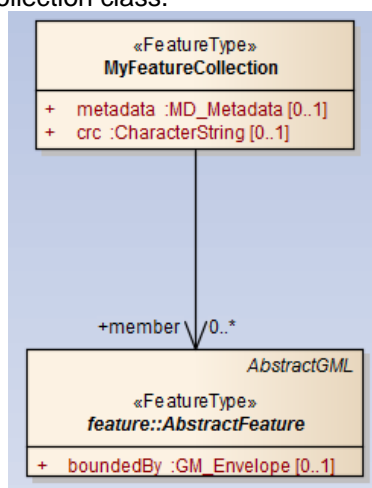 ollection class.
«FeatureType»
MyFeatureCollection
+ metadata :MD_Metadata [0..1]
+ crc :CharacterString [0..1]
+member 0..*
AbstractGML
«FeatureType»
feature::AbstractFeature
+ boundedBy :GM_Envelope [0..1]